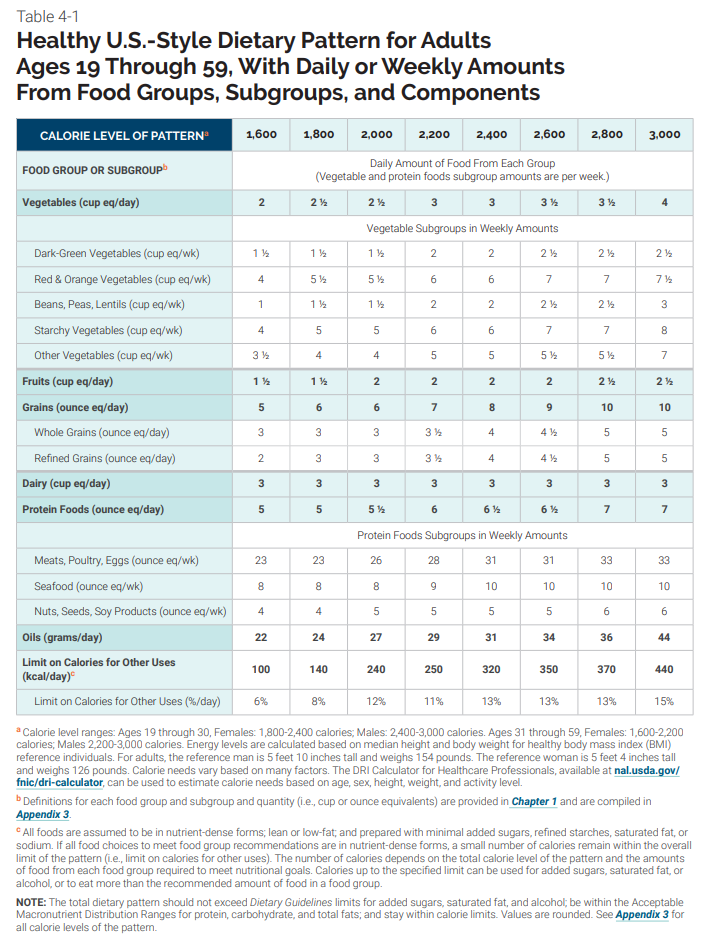 Table 4-1
Healthy U.S.-Style Dietary Pattern for Adults
Ages 19 Through 59, With Daily or Weekly Amounts
From Food Groups, Subgroups, and Components
CALORIE LEVEL OF PATTERNa 1,600 1,800 2,000 2,200 2,400 2,600 2,800 3,000
FOOD GROUP OR SUBGROUPb Daily Amount of Food From Each Group
(Vegetable and protein foods subgroup amounts are per week.)
Vegetables (cup eq/day) 2 2 ½ 2 ½ 3 3 3 ½ 3 ½ 4
Vegetable Subgroups in Weekly Amounts
Dark-Green Vegetables (cup eq/wk) 1 ½ 1 ½ 1 ½ 2 2 2 ½ 2 ½ 2 ½
Red & Orange Vegetables (cup eq/wk) 4 5 ½ 5 ½ 6 6 7 7 7 ½
Beans, Peas, Lentils (cup eq/wk) 1 1 ½ 1 ½ 2 2 2 ½ 2 ½ 3
Starchy Vegetables (cup eq/wk) 4 5 5 6 6 7 7 8
Other Vegetables (cup eq/wk) 3 ½ 4 4 5 5 5 ½ 5 ½ 7
Fruits (cup eq/day) 1 ½ 1 ½ 2 2 2 2 2 ½ 2 ½
Grains (ounce eq/day) 5 6 6 7 8 9 10 10
Whole Grains (ounce eq/day) 3 3 3 3 ½ 4 4 ½ 5 5
Refined Grains (ounce eq/day) 2 3 3 3 ½ 4 4 ½ 5 5
Dairy (cup eq/day) 3 3 3 3 3 3 3 3
Protein Foods (ounce eq/day) 5 5 5 ½ 6 6 ½ 6 ½ 7 7
Protein Foods Subgroups in Weekly Amounts
Meats, Poultry, Eggs (ounce eq/wk) 23 23 26 28 31 31 33 33
Seafood (ounce eq/wk) 8 8 8 9 10 10 10 10
Nuts, Seeds, Soy Products (ounce eq/wk) 4 4 5 5 5 5 6 6
Oils (grams/day) 22 24 27 29 31 34 36 44
Limit on Calories for Other Uses
(kcal/day)c 100 140 240 250 320 350 370 440
Limit on Calories for Other Uses (%/day) 6% 8% 12% 11% 13% 13% 13% 15%
a Calorie level ranges: Ages 19 through 30, Females: 1,800-2,400 calories; Males: 2,400-3,000 calories. Ages 31 through 59, Females: 1,600-2,200
calories; Males 2,200-3,000 calories. Energy levels are calculated based on median height and body weight for healthy body mass index (BMI)
reference individuals. For adults, the reference man is 5 feet 10 inches tall and weighs 154 pounds. The reference woman is 5 feet 4 inches tall
and weighs 126 pounds. Calorie needs vary based on many factors. The DRI Calculator for Healthcare Professionals, available at nal.usda.gov/
fnic/dri-calculator, can be used to estimate calorie needs based on age, sex, height, weight, and activity level.
b Definitions for each food group and subgroup and quantity (i.e., cup or ounce equivalents) are provided in Chapter 1 and are compiled in
Appendix 3.
c All foods are assumed to be in nutrient-dense forms; lean or low-fat; and prepared with minimal added sugars, refined starches, saturated fat, or
sodium. If all food choices to meet food group recommendations are in nutrient-dense forms, a small number of calories remain within the overall
limit of the pattern (i.e., limit on calories for other uses). The number of calories depends on the total calorie level of the pattern and the amounts
of food from each food group required to meet nutritional goals. Calories up to the specified limit can be used for added sugars, saturated fat, or
alcohol, or to eat more than the recommended amount of food in a food group.
NOTE: The total dietary pattern should not exceed Dietary Guidelines limits for added sugars, saturated fat, and alcohol; be within the Acceptable
Macronutrient Distribution Ranges for protein, carbohydrate, and total fats; and stay within calorie limits. Values are rounded. See Appendix 3 for
all calorie levels of the pattern.